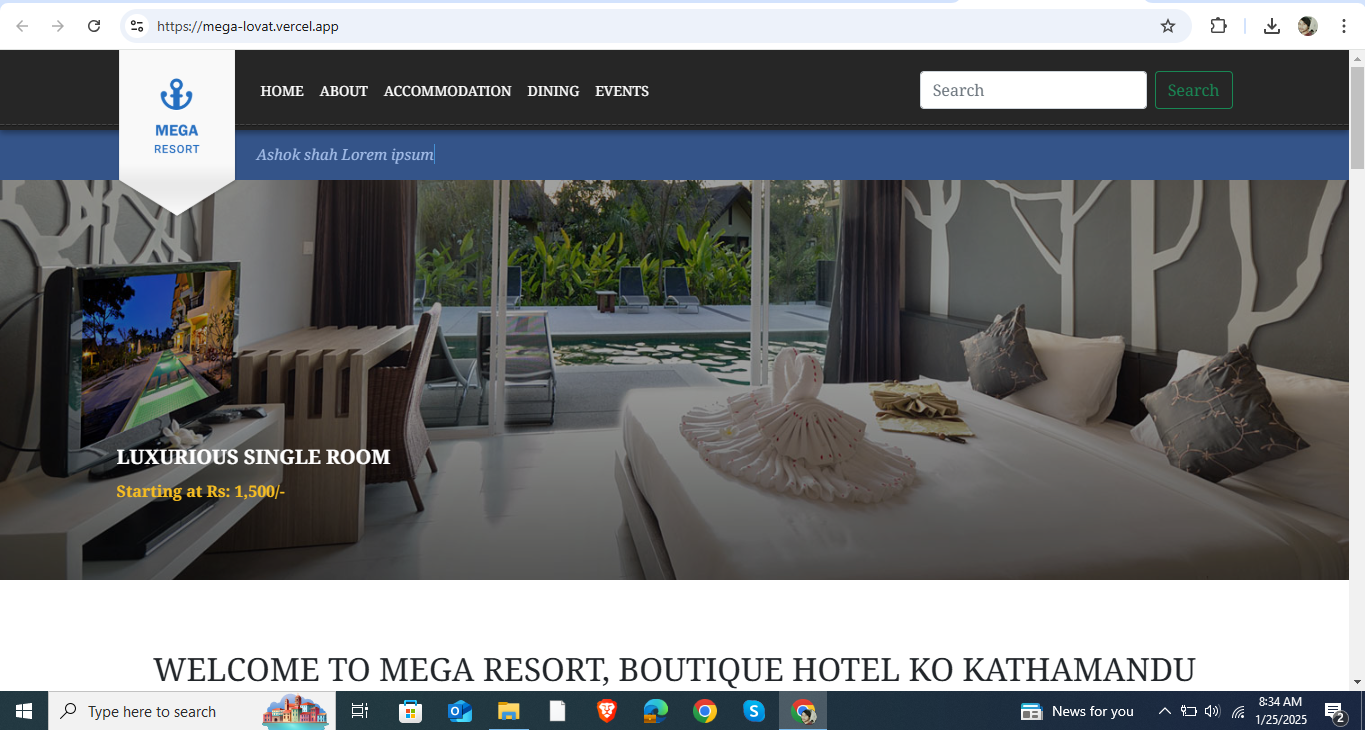 https://mega-lovat.vercel.app
MEGA
RESORT
HOME ABOUT ACCOMMODATION DINING EVENTS
Search
Search
Ashok shah Lorem ipsum
LUXURIOUS SINGLE ROOM
Starting at Rs: 1,500/-
WELCOME TO MEGA RESORT, BOUTIQUE HOTEL KO KATHAMANDU
Type here to search
News for you
8:34 AM
1/25/2025
2